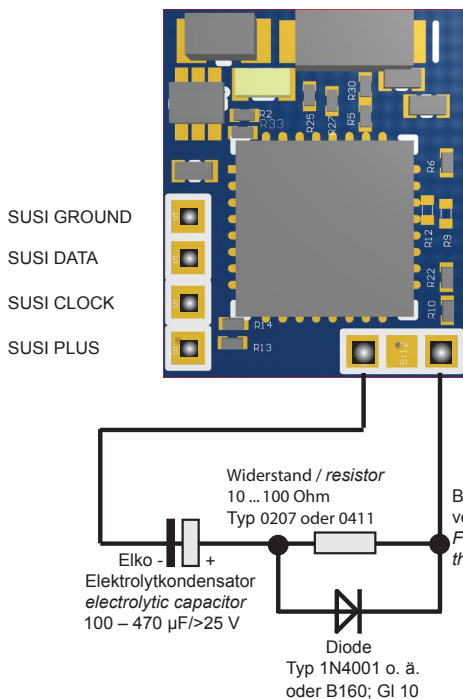 R2
R33
R25
R27
R30
R5
R6
R12
R9
R22
R10
R14
R13
St2
SUSI GROUND
SUSI DATA
SUSI CLOCK
SUSI PLUS
Widerstand / resistor
10 ... 100 Ohm
Typ 0207 oder 0411
Elko - +
Elektrolytkondensator
electrolytic capacitor
100 – 470 µF/>25 V
Diode
Typ 1N4001 o. ä.
oder B160; Gl 10